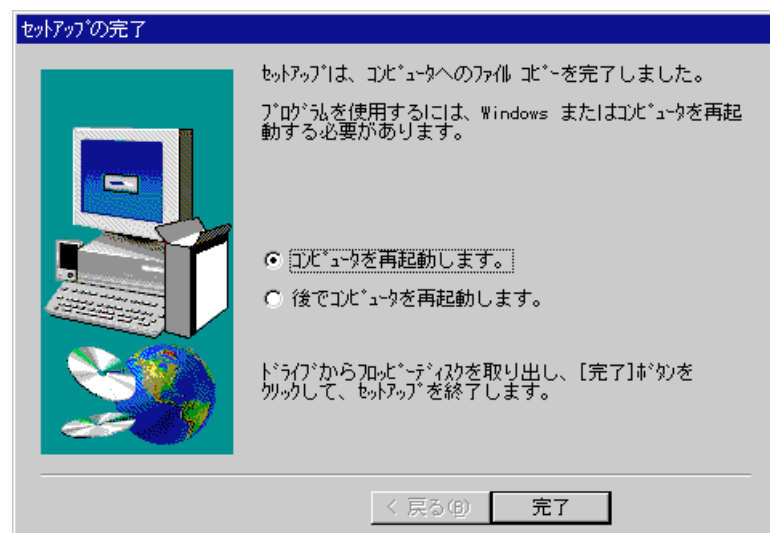 ｾｯﾄｱｯﾌﾟの完了
ｾｯﾄｱｯﾌﾟは、ｺﾝﾋﾟｭｰﾀへのﾌｧｲﾙ ｺﾋﾟｰを完了しました。
ﾌﾟﾛｸﾞﾗﾑを使用するには、Windows またはｺﾝﾋﾟｭｰﾀを再起
動する必要があります。
ｺﾝﾋﾟｭｰﾀを再起動します。
後でｺﾝﾋﾟｭｰﾀを再起動します。
ﾄﾞﾗｲﾌﾞからﾌﾛｯﾋﾟｰﾃﾞｨｽｸを取り出し、[完了]ﾎﾞﾀﾝを
ｸﾘｯｸして、ｾｯﾄｱｯﾌﾟを終了します。
< 戻る(B)
完了